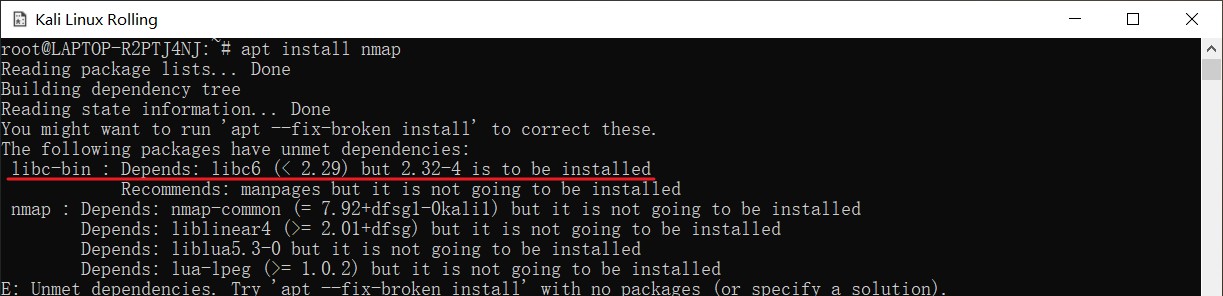 Kali Linux Rolling
root@LAPTOP-R2PTJ4NJ:~# apt install nmap
Reading package lists... Done
Building dependency tree
Reading state information... Done
You might want to run 'apt --fix-broken install' to correct these.
The following packages have unmet dependencies:
libc-bin : Depends: libc6 (< 2.29) but 2.32-4 is to be installed
Recommends: manpages but it is not going to be installed
nmap : Depends: nmap-common (= 7.92+dfsg1-0kali1) but it is not going to be installed
Depends: liblinear4 (>= 2.01+dfsg) but it is not going to be installed
Depends: liblua5.3-0 but it is not going to be installed
Depends: lua-lpeg (>= 1.0.2) but it is not going to be installed
E: Unmet dependencies. Try 'apt --fix-broken install' with no packages (or specify a solution).